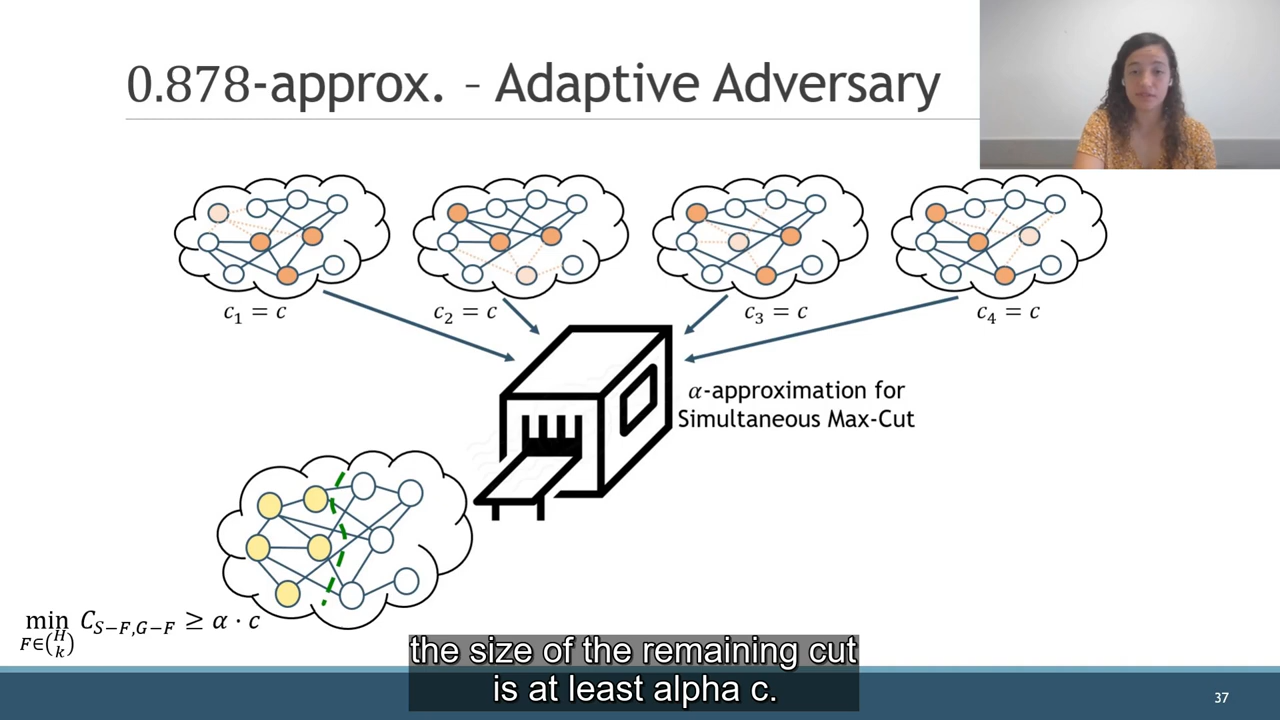 0.878-approx. – Adaptive Adversary
c₁ = c
c₂ = c
c₃ = c
c₄ = c
α-approximation for
Simultaneous Max-Cut
min C_{S−F,G−F} ≥ α · c
F∈(H k)
the size of the remaining cut
is at least alpha c.
37